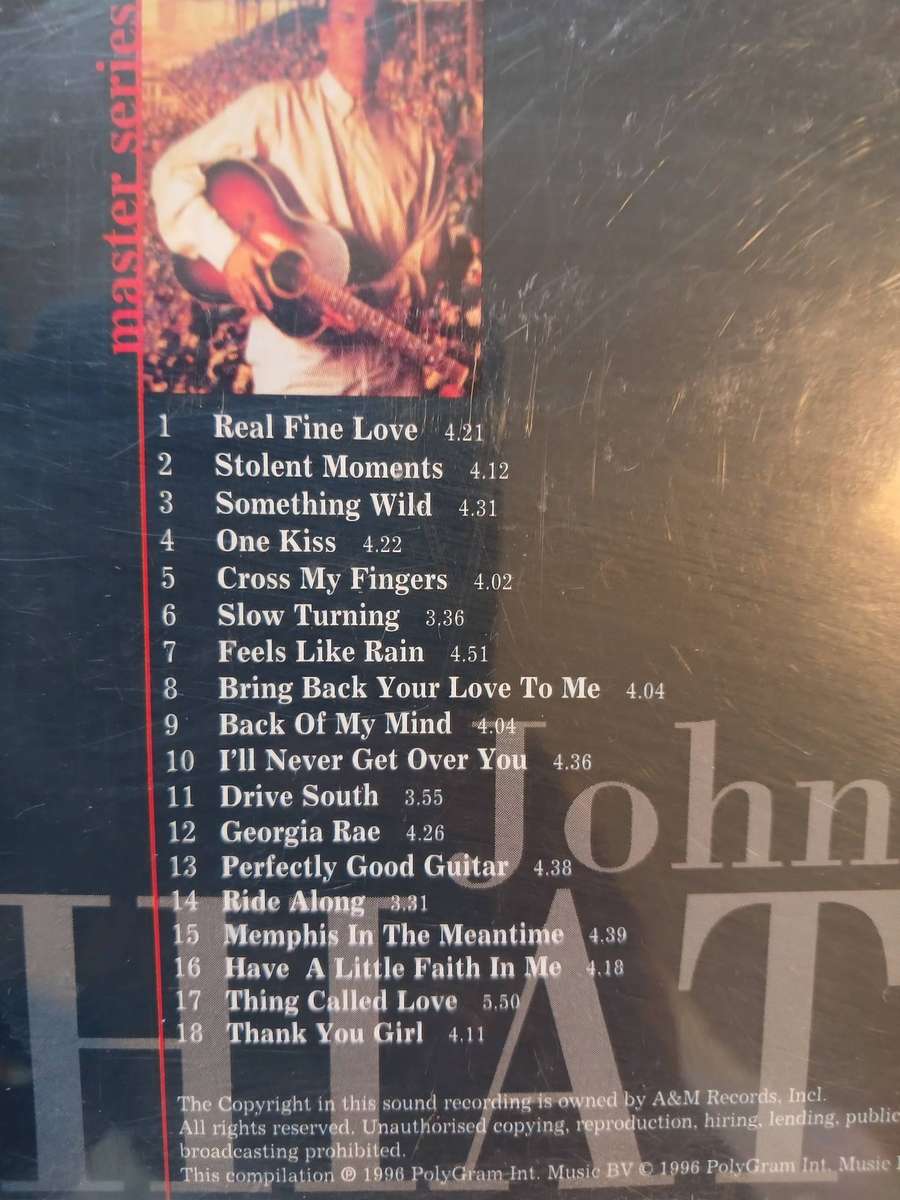 master series
1 Real Fine Love 4.21
2 Stolent Moments 4.12
3 Something Wild 4.31
4 One Kiss 4.22
5 Cross My Fingers 4.02
6 Slow Turning 3.36
7 Feels Like Rain 4.51
8 Bring Back Your Love To Me 4.04
9 Back Of My Mind 4.04
10 I'll Never Get Over You 4.36
11 Drive South 3.55
12 Georgia Rae 4.26
13 Perfectly Good Guitar 4.38
14 Ride Along 3.31
15 Memphis In The Meantime 4.39
16 Have A Little Faith In Me 4.18
17 Thing Called Love 5.50
18 Thank You Girl 4.11
John
HIAT
The Copyright in this sound recording is owned by A&M Records, Incl.
All rights reserved. Unauthorised copying, reproduction, hiring, lending, public
broadcasting prohibited.
This compilation ℗ 1996 PolyGram Int. Music BV © 1996 PolyGram Int. Music